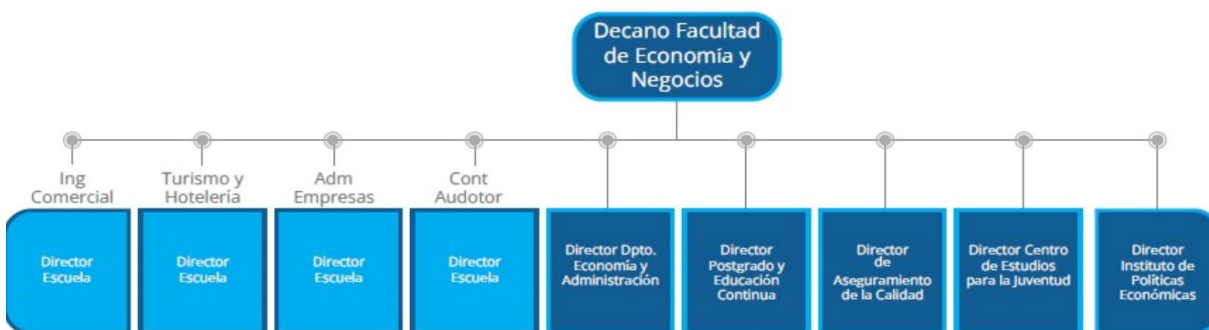 Decano Facultad
de Economía y
Negocios
Ing
Comercial
Turismo y
Hotelería
Adm
Empresas
Cont
Audotor
Director
Escuela
Director
Escuela
Director
Escuela
Director
Escuela
Director Dpto.
Economía y
Administración
Director
Postgrado y
Educación
Continua
Director
de
Aseguramiento
de la Calidad
Director Centro
de Estudios
para la Juventud
Director
Instituto de
Políticas
Económicas